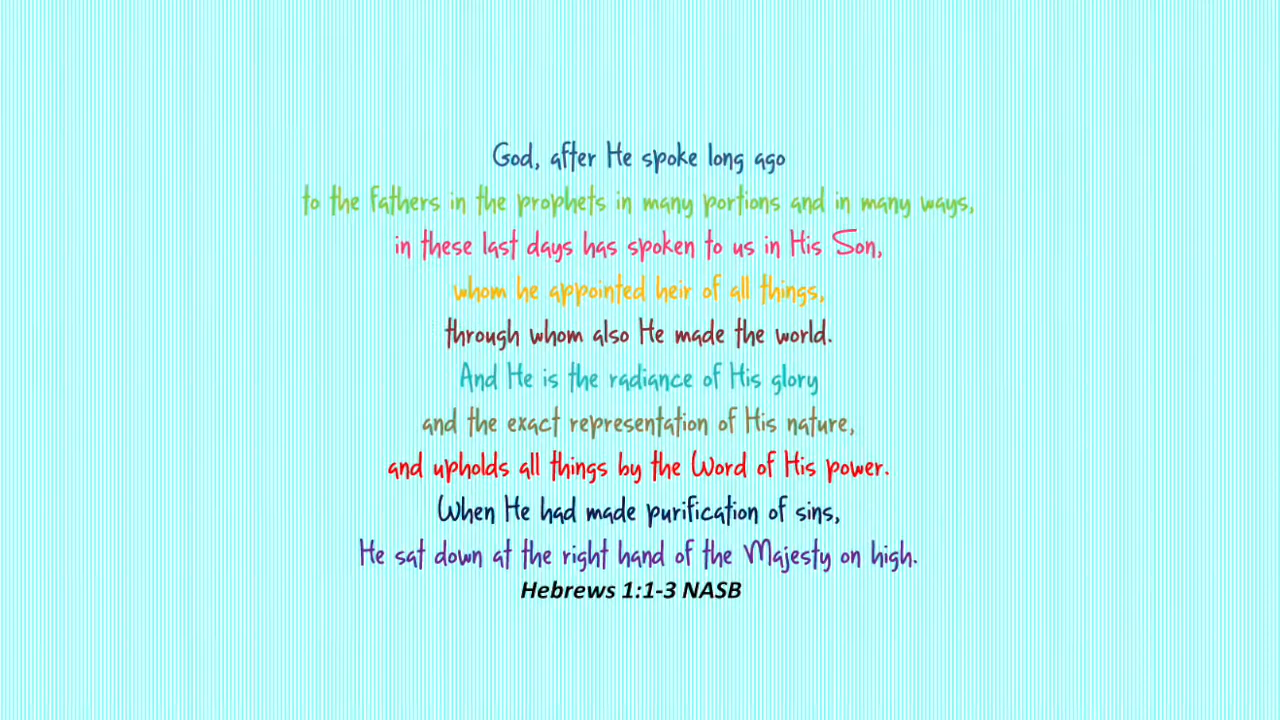 God, after He spoke long ago
to the fathers in the prophets in many portions and in many ways,
in these last days has spoken to us in His Son,
whom he appointed heir of all things,
through whom also He made the world.
And He is the radiance of His glory
and the exact representation of His nature,
and upholds all things by the Word of His power.
When He had made purification of sins,
He sat down at the right hand of the Majesty on high.
Hebrews 1:1-3 NASB